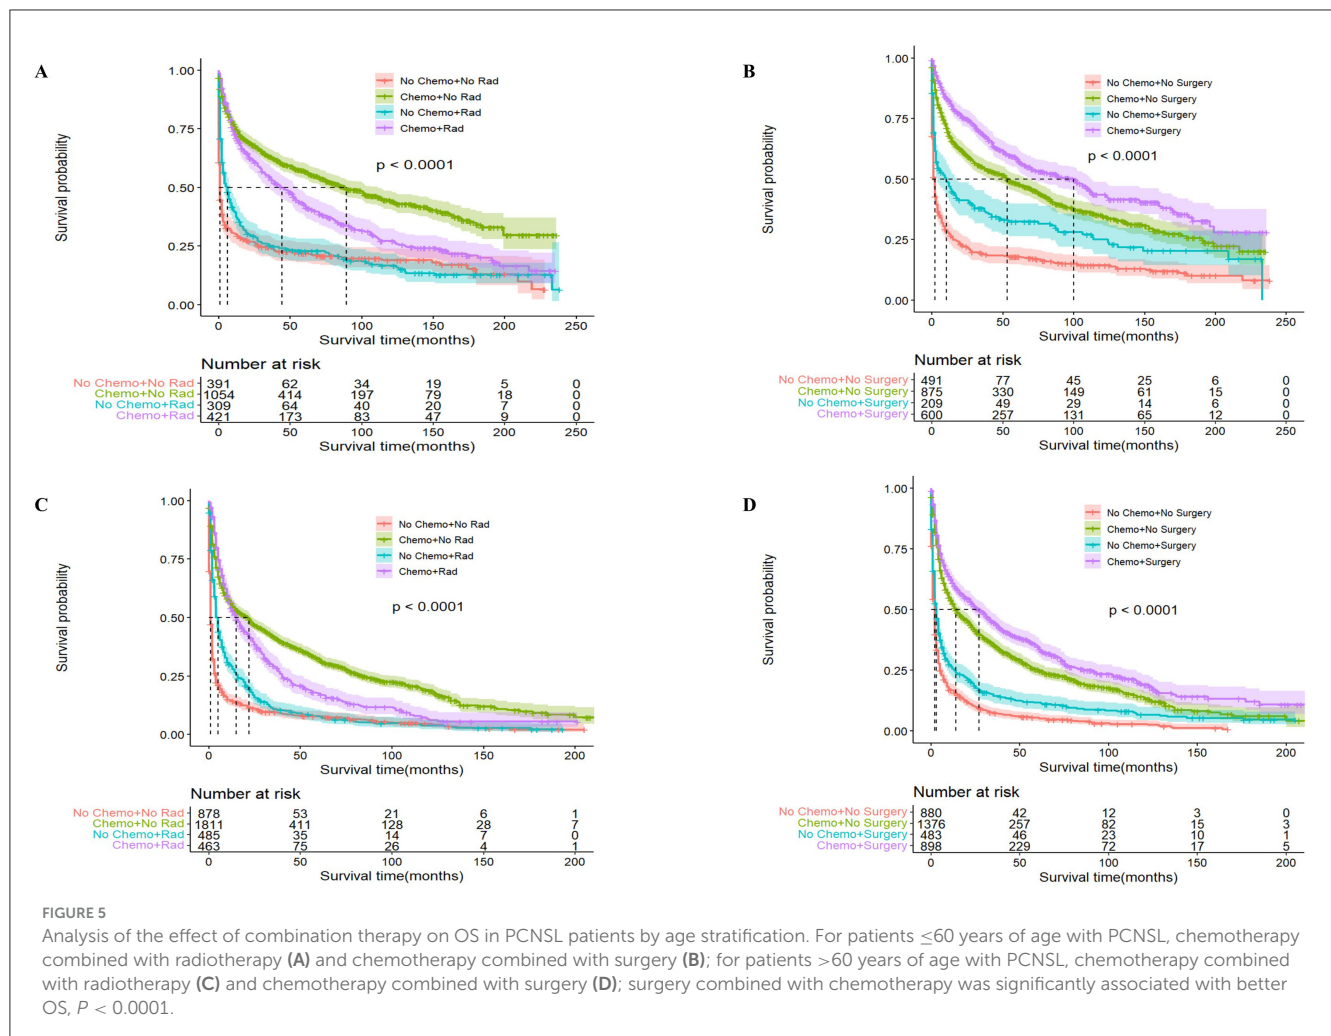 A
Survival probability
1.00
0.75
0.50
0.25
0.00
No Chemo+No Rad
Chemo+No Rad
No Chemo+Rad
Chemo+Rad
p < 0.0001
0 50 100 150 200 250
Survival time(months)
Number at risk
No Chemo+No Rad 391 62 34 19 5 0
Chemo+No Rad 1054 414 197 79 18 0
No Chemo+Rad 309 64 40 20 7 0
Chemo+Rad 421 173 83 47 9 0
0 50 100 150 200 250
Survival time(months)
B
Survival probability
1.00
0.75
0.50
0.25
0.00
No Chemo+No Surgery
Chemo+No Surgery
No Chemo+Surgery
Chemo+Surgery
p < 0.0001
0 50 100 150 200 250
Survival time(months)
Number at risk
No Chemo+No Surgery 491 77 45 25 6 0
Chemo+No Surgery 875 330 149 61 15 0
No Chemo+Surgery 209 49 29 14 6 0
Chemo+Surgery 600 257 131 65 12 0
0 50 100 150 200 250
Survival time(months)
C
Survival probability
1.00
0.75
0.50
0.25
0.00
No Chemo+No Rad
Chemo+No Rad
No Chemo+Rad
Chemo+Rad
p < 0.0001
0 50 100 150 200
Survival time(months)
Number at risk
No Chemo+No Rad 878 53 21 6 1
Chemo+No Rad 1811 411 128 28 7
No Chemo+Rad 485 35 14 7 0
Chemo+Rad 463 75 26 4 1
0 50 100 150 200
Survival time(months)
D
Survival probability
1.00
0.75
0.50
0.25
0.00
No Chemo+No Surgery
Chemo+No Surgery
No Chemo+Surgery
Chemo+Surgery
p < 0.0001
0 50 100 150 200
Survival time(months)
Number at risk
No Chemo+No Surgery 880 42 12 3 0
Chemo+No Surgery 1376 257 82 15 3
No Chemo+Surgery 483 46 23 10 1
Chemo+Surgery 898 229 72 17 5
0 50 100 150 200
Survival time(months)
FIGURE 5
Analysis of the effect of combination therapy on OS in PCNSL patients by age stratification. For patients ≤60 years of age with PCNSL, chemotherapy
combined with radiotherapy (A) and chemotherapy combined with surgery (B); for patients >60 years of age with PCNSL, chemotherapy combined
with radiotherapy (C) and chemotherapy combined with surgery (D); surgery combined with chemotherapy was significantly associated with better
OS, P < 0.0001.